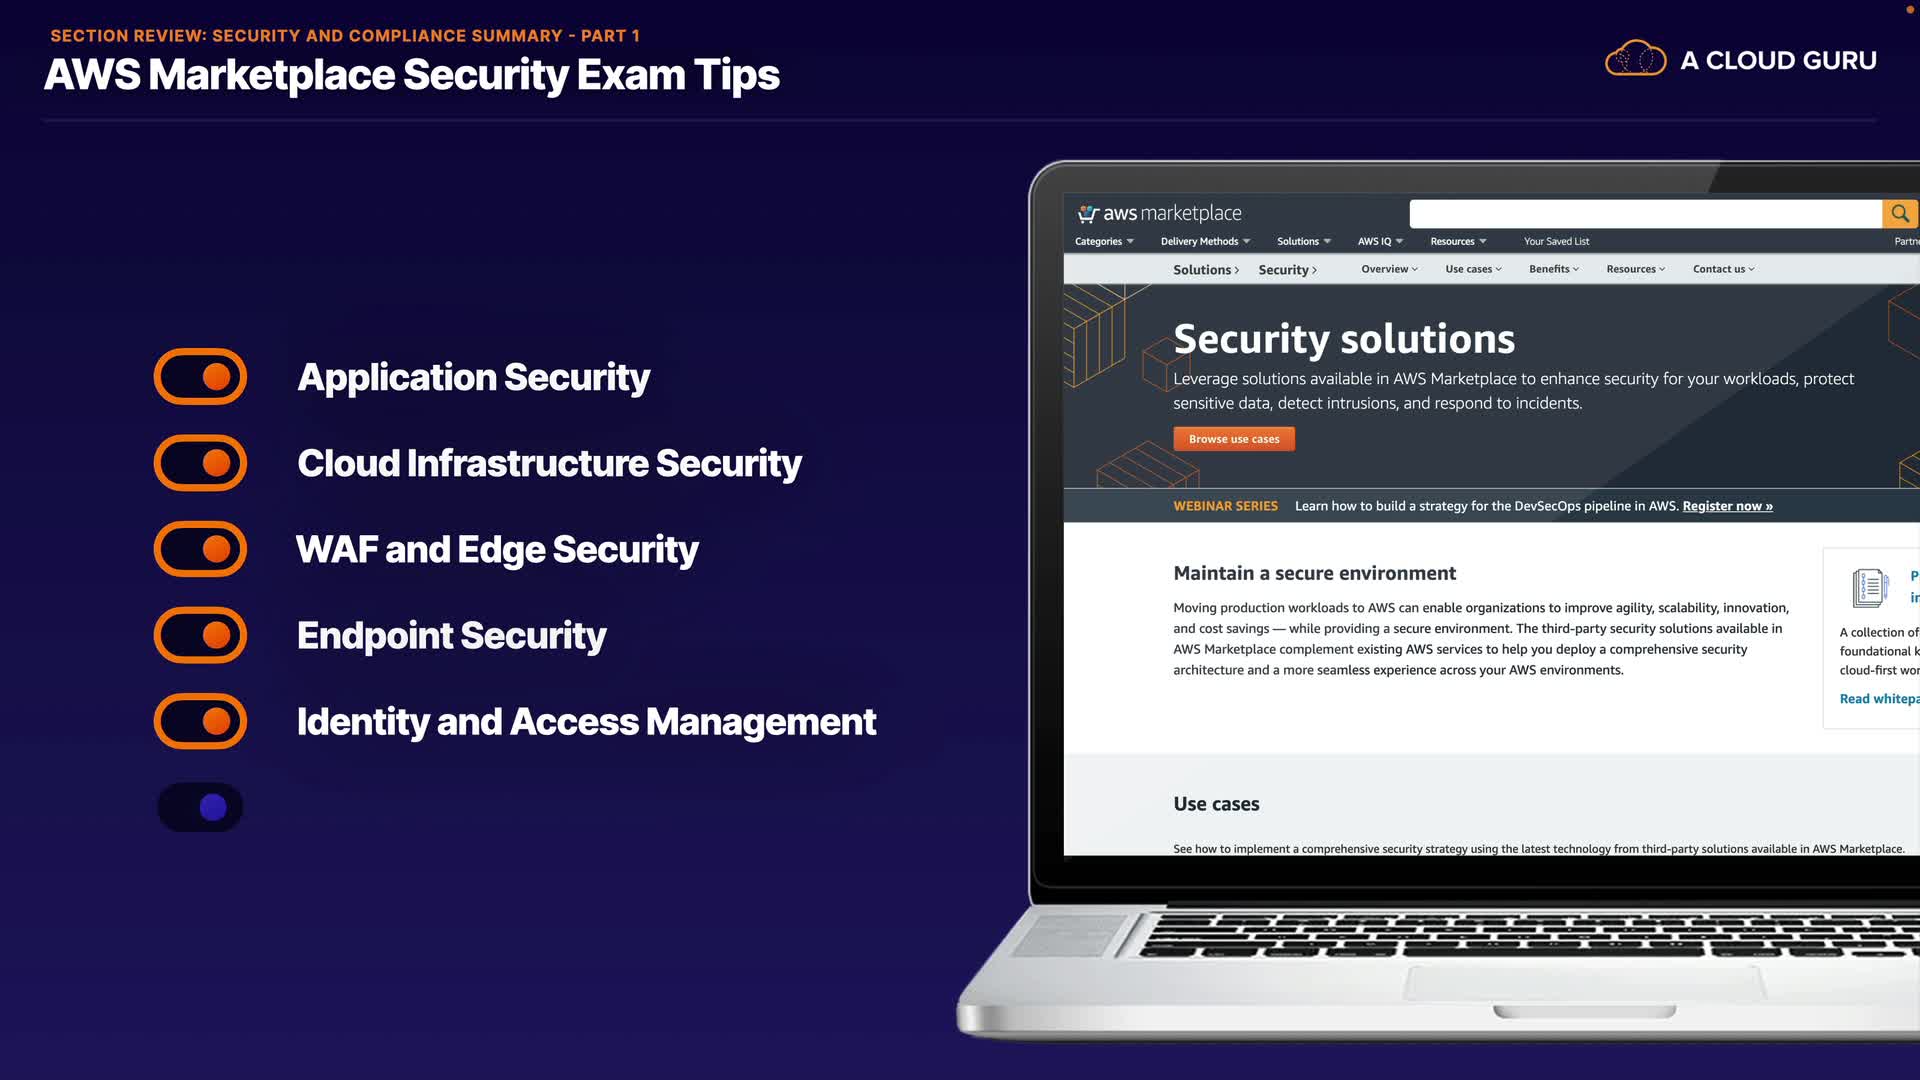 SECTION REVIEW: SECURITY AND COMPLIANCE SUMMARY - PART 1
AWS Marketplace Security Exam Tips
A CLOUD GURU
Application Security
Cloud Infrastructure Security
WAF and Edge Security
Endpoint Security
Identity and Access Management
aws marketplace
Categories Delivery Methods Solutions AWS IQ Resources Your Saved List
Solutions › Security › Overview Use cases Benefits Resources Contact us
Security solutions
Leverage solutions available in AWS Marketplace to enhance security for your workloads, protect
sensitive data, detect intrusions, and respond to incidents.
Browse use cases
WEBINAR SERIES Learn how to build a strategy for the DevSecOps pipeline in AWS. Register now »
Maintain a secure environment
Moving production workloads to AWS can enable organizations to improve agility, scalability, innovation,
and cost savings — while providing a secure environment. The third-party security solutions available in
AWS Marketplace complement existing AWS services to help you deploy a comprehensive security
architecture and a more seamless experience across your AWS environments.
A collection of
foundational
cloud-first
Read
Use cases
See how to implement a comprehensive security strategy using the latest technology from third-party solutions available in AWS Marketplace.